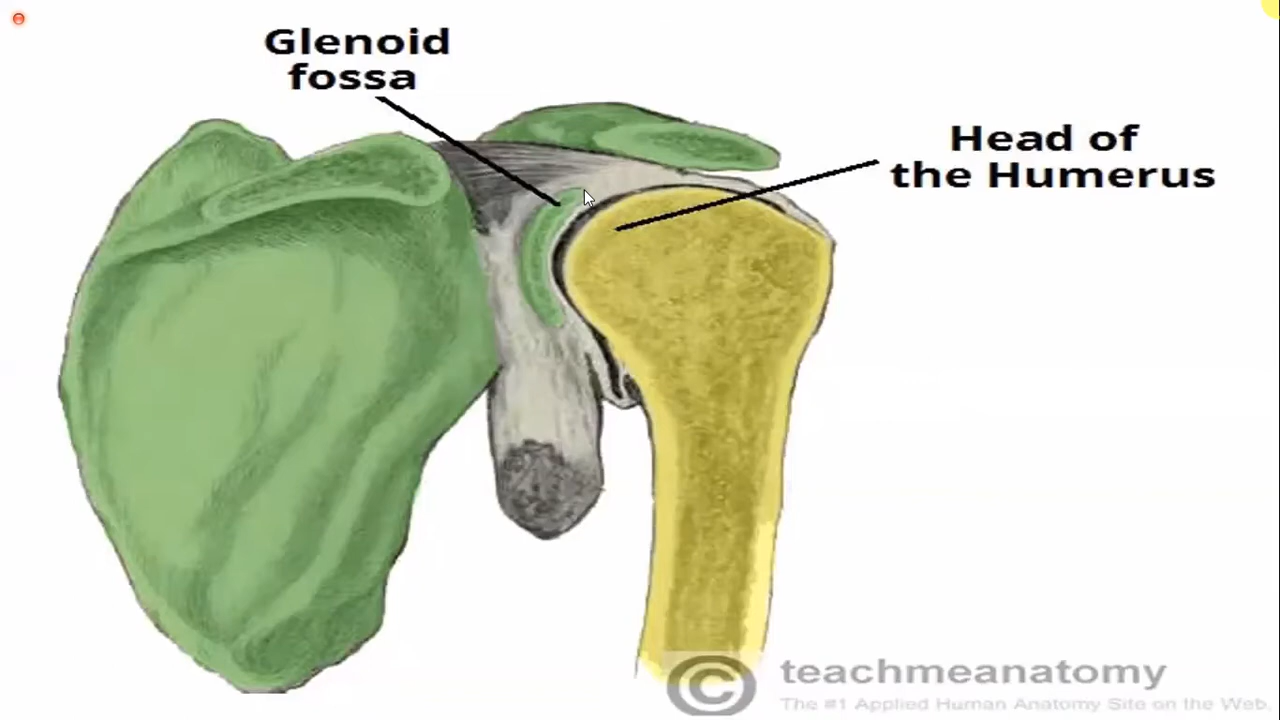 Glenoid
fossa
Head of
the Humerus
© teachmeanatomy
The #1 Applied Human Anatomy Site on the Web.